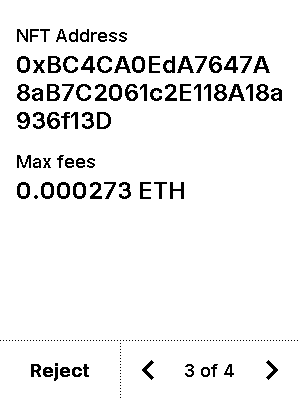 NFT Address
0xBC4CA0EdA7647A
8aB7C2061c2E118A18a
936f13D
Max fees
0.000273 ETH
Reject
3 of 4